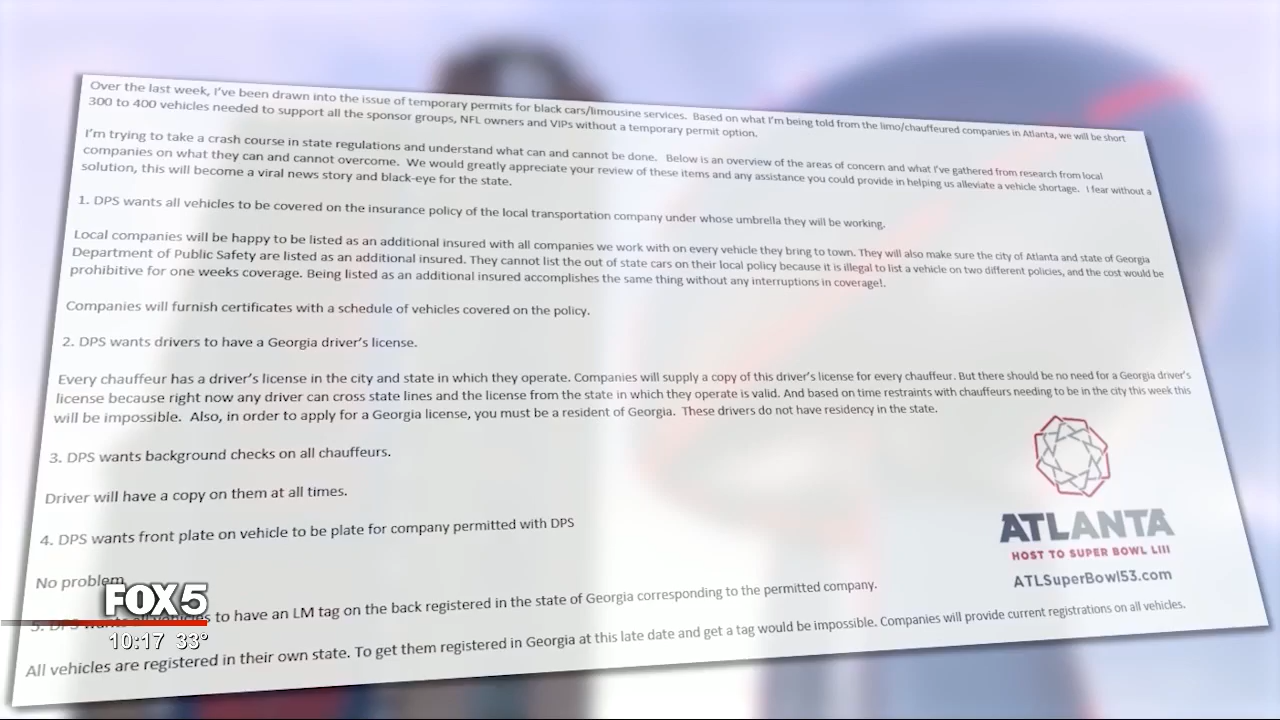 Over the last week, I've been drawn into the issue of temporary permits for black cars/limousine services. Based on what I'm being told from the limo/chauffeured companies in Atlanta, we will be short
300 to 400 vehicles needed to support all the sponsor groups, NFL owners and VIPs without a temporary permit option.
I'm trying to take a crash course in state regulations and understand what can and cannot be done. Below is an overview of the areas of concern and what I've gathered from research from local
companies on what they can and cannot overcome. We would greatly appreciate your review of these items and any assistance you could provide in helping us alleviate a vehicle shortage. I fear without a
solution, this will become a viral news story and black-eye for the state.
1. DPS wants all vehicles to be covered on the insurance policy of the local transportation company under whose umbrella they will be working.
Local companies will be happy to be listed as an additional insured with all companies we work with on every vehicle they bring to town. They will also make sure the city of Atlanta and state of Georgia
Department of Public Safety are listed as an additional insured. They cannot list the out of state cars on their local policy because it is illegal to list a vehicle on two different policies, and the cost would be
prohibitive for one weeks coverage. Being listed as an additional insured accomplishes the same thing without any interruptions in coverage!.
Companies will furnish certificates with a schedule of vehicles covered on the policy.
2. DPS wants drivers to have a Georgia driver's license.
Every chauffeur has a driver's license in the city and state in which they operate. Companies will supply a copy of this driver's license for every chauffeur. But there should be no need for a Georgia driver's
license because right now any driver can cross state lines and the license from the state in which they operate is valid. And based on time restraints with chauffeurs needing to be in the city this week this
will be impossible. Also, in order to apply for a Georgia license, you must be a resident of Georgia. These drivers do not have residency in the state.
3. DPS wants background checks on all chauffeurs.
Driver will have a copy on them at all times.
4. DPS wants front plate on vehicle to be plate for company permitted with DPS
No problem
5. DPS wants all vehicles to have an LM tag on the back registered in the state of Georgia corresponding to the permitted company.
All vehicles are registered in their own state. To get them registered in Georgia at this late date and get a tag would be impossible. Companies will provide current registrations on all vehicles.
ATLANTA
HOST TO SUPER BOWL LIII
ATLSuperBowl53.com
FOX 5
10:17 33°